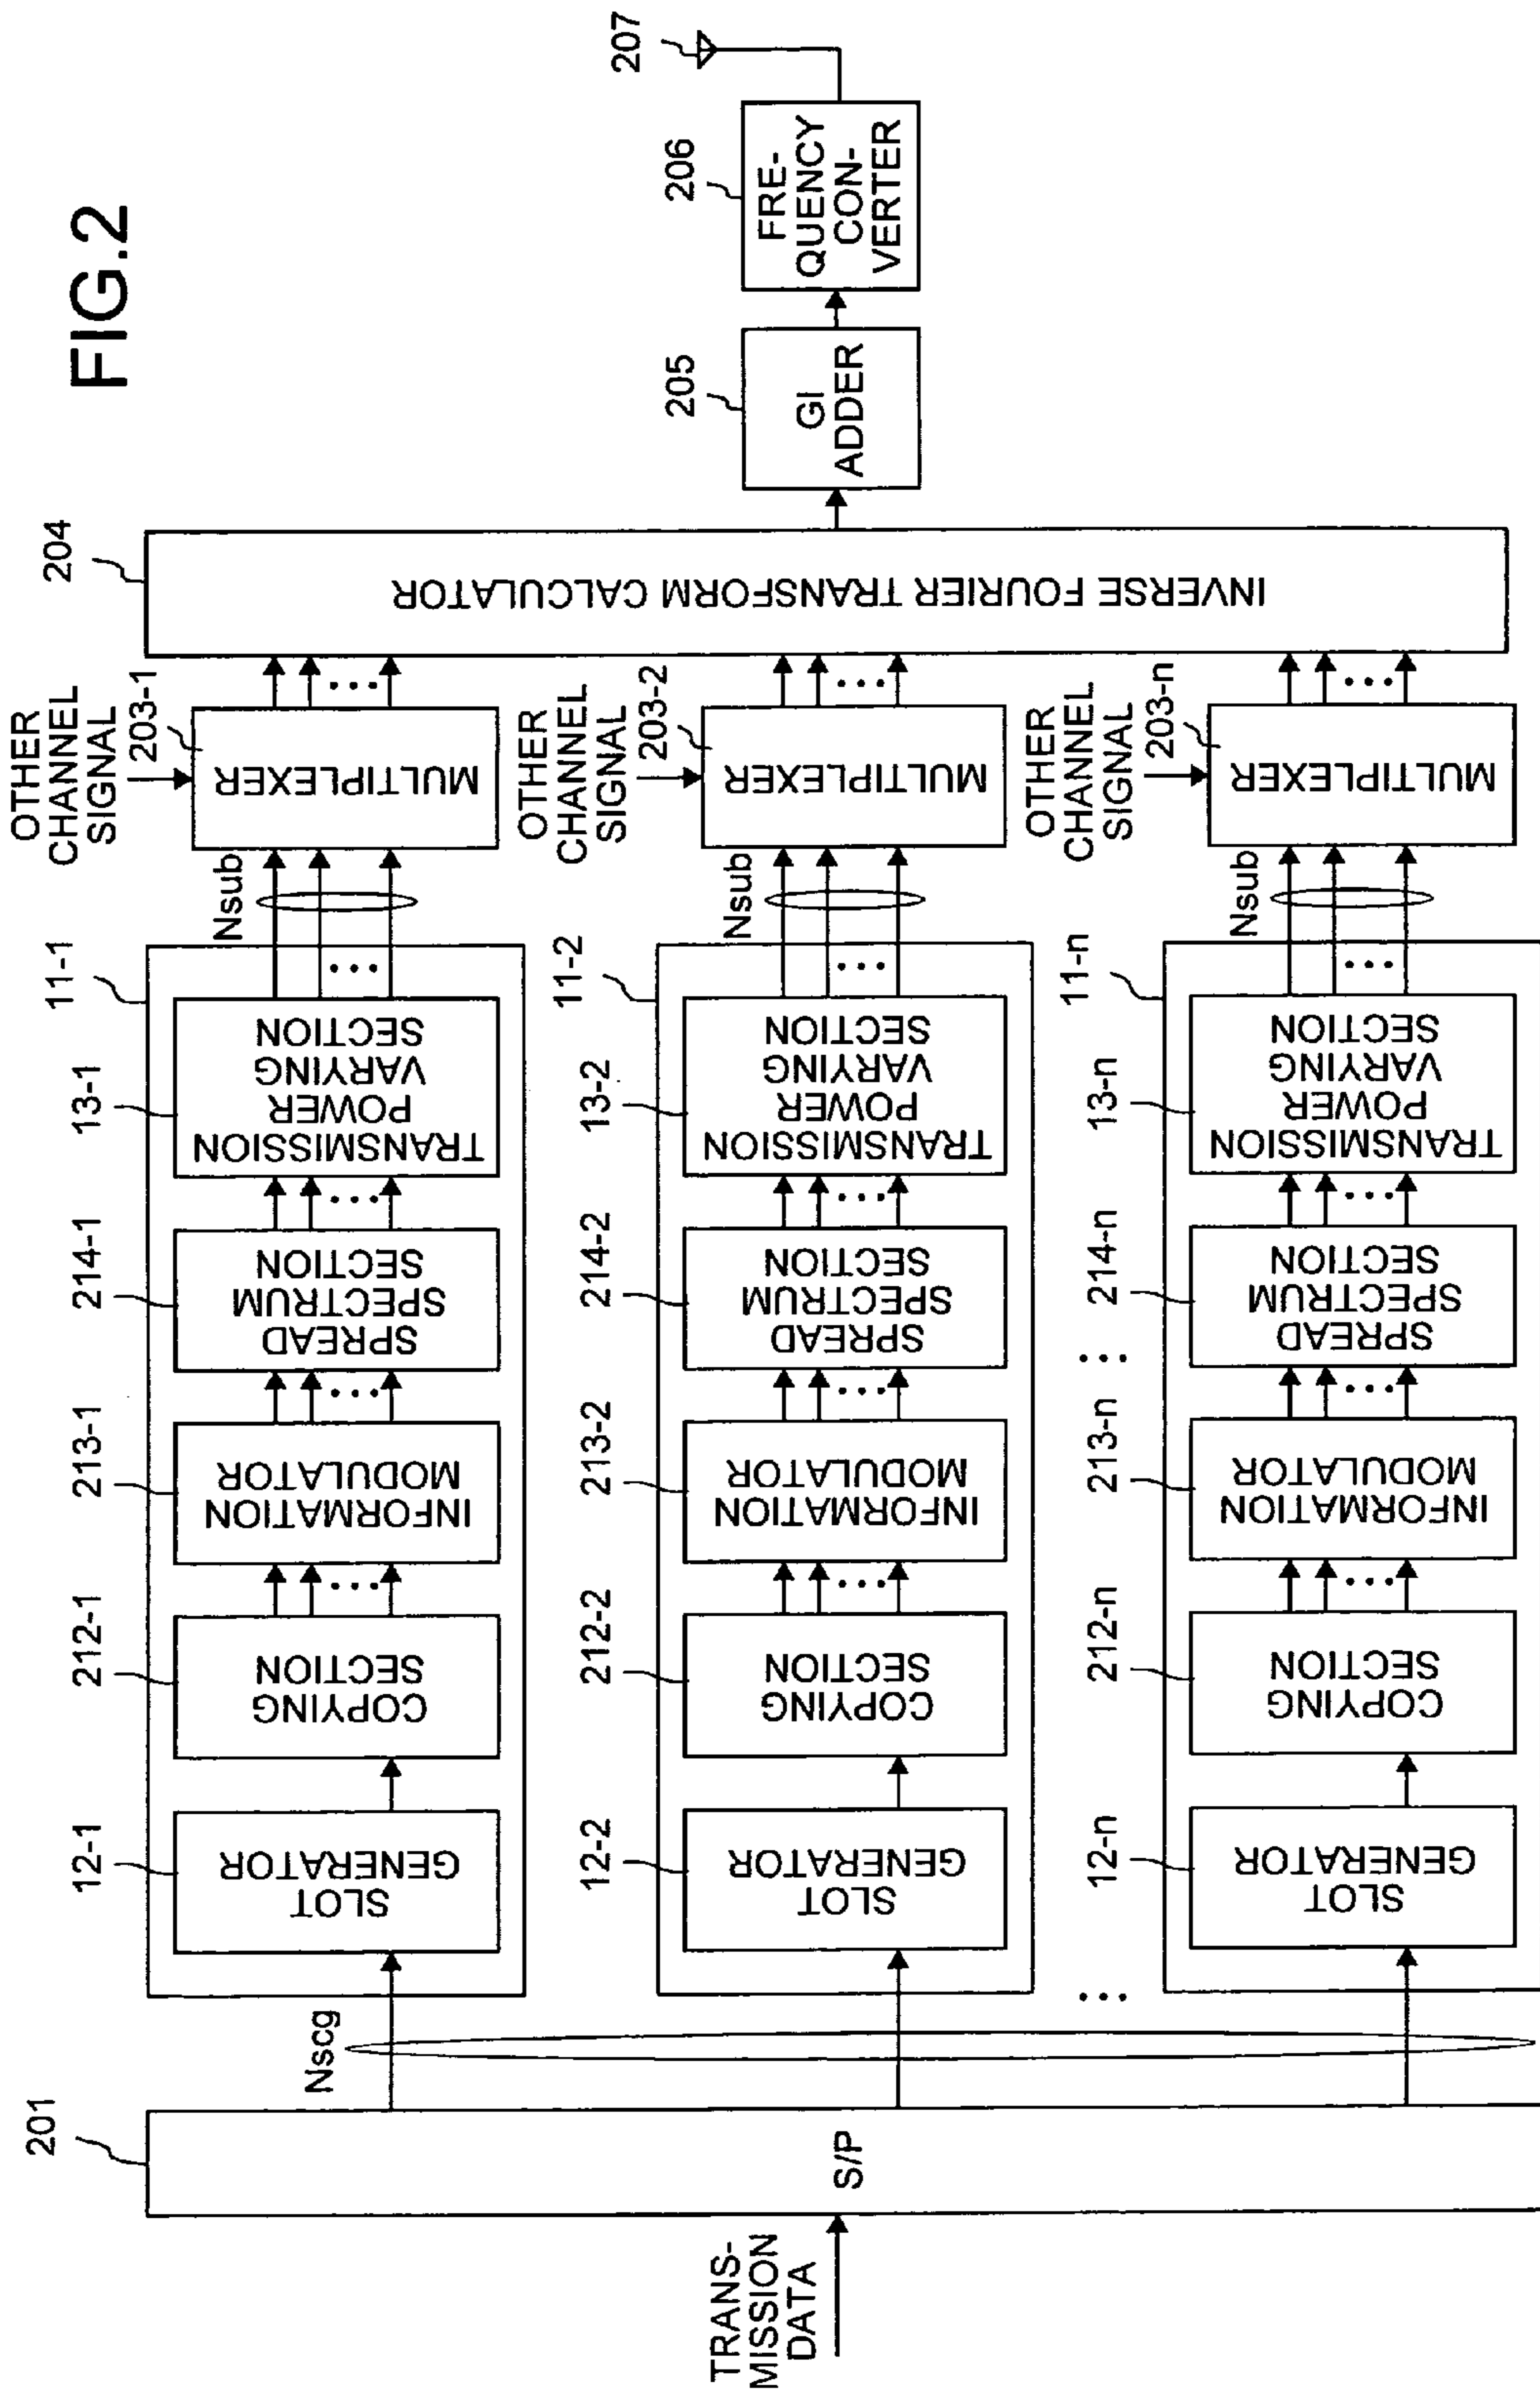 FIG.2
TRANS-
MISSION
DATA
201
S/P
Nscg
11-1
12-1
SLOT
GENERATOR
212-1
COPYING
SECTION
213-1
INFORMATION
MODULATOR
214-1
SPREAD
SPECTRUM
SECTION
13-1
TRANSMISSION
POWER
VARYING
SECTION
Nsub
OTHER
CHANNEL
SIGNAL
203-1
MULTIPLEXER
11-2
12-2
SLOT
GENERATOR
212-2
COPYING
SECTION
213-2
INFORMATION
MODULATOR
214-2
SPREAD
SPECTRUM
SECTION
13-2
TRANSMISSION
POWER
VARYING
SECTION
Nsub
OTHER
CHANNEL
SIGNAL
203-2
MULTIPLEXER
11-n
12-n
SLOT
GENERATOR
212-n
COPYING
SECTION
213-n
INFORMATION
MODULATOR
214-n
SPREAD
SPECTRUM
SECTION
13-n
TRANSMISSION
POWER
VARYING
SECTION
Nsub
OTHER
CHANNEL
SIGNAL
203-n
MULTIPLEXER
204
INVERSE FOURIER TRANSFORM CALCULATOR
205
GI
ADDER
206
FRE-
QUENCY
CON-
VERTER
207